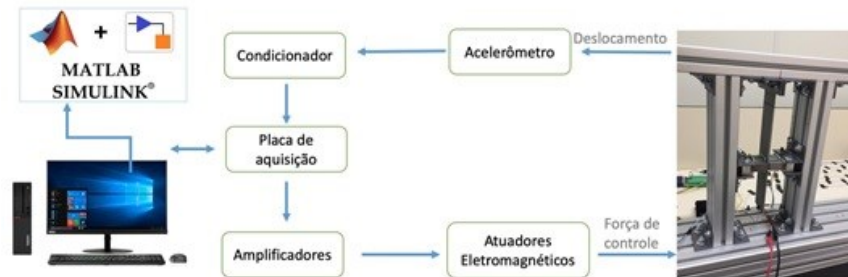 +
MATLAB
SIMULINK®
Condicionador
Acelerômetro
Deslocamento
Placa de
aquisição
Amplificadores
Atuadores
Eletromagnéticos
Força de
controle